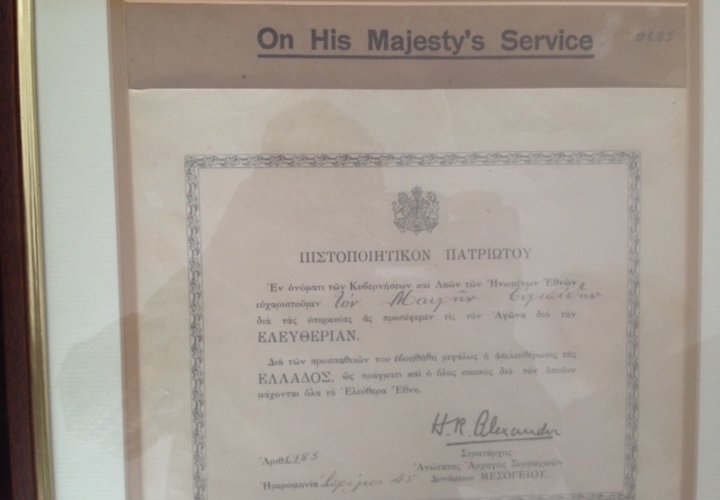 On His Majesty's Service
0285
ΠΙΣΤΟΠΟΙΗΤΙΚΟΝ ΠΑΤΡΙΩΤΟΥ
Ἐν ὀνόματι τῶν Κυβερνήσεων καὶ Λαῶν τῶν Ἡνωμένων Ἐθνῶν
εὐχαριστοῦμεν τὸν
διὰ τὰς ὑπηρεσίας ἃς προσέφερεν εἰς τὸν Ἀγῶνα διὰ τὴν
ΕΛΕΥΘΕΡΙΑΝ.
Διὰ τῶν προσπαθειῶν του ἐβοηθήθη μεγάλως ἡ ἀπελευθέρωσις τῆς
ΕΛΛΑΔΟΣ, ὡς πράγματι καὶ ὁ ὅλος σκοπὸς διὰ τὸν ὁποῖον
μάχονται ὅλα τὰ Ἐλεύθερα Ἔθνη.
H.R. Alexander
Στρατάρχης
Ἀριθ. 285
Ἀνώτατος Ἀρχηγὸς Συμμαχικῶν
Ἡμερομηνία 45
Δυνάμεων ΜΕΣΟΓΕΙΟΥ.